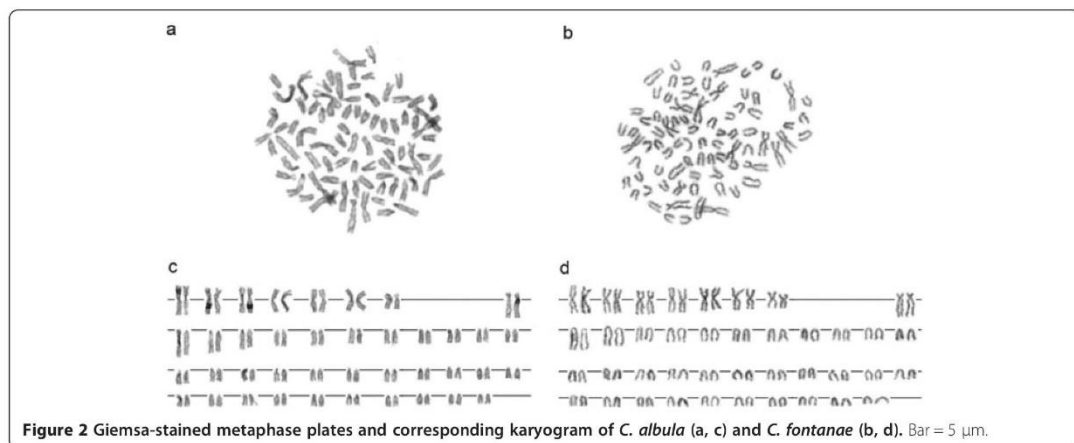 a
b
c
d
Figure 2 Giemsa-stained metaphase plates and corresponding karyogram of C. albula (a, c) and C. fontanae (b, d). Bar = 5 μm.